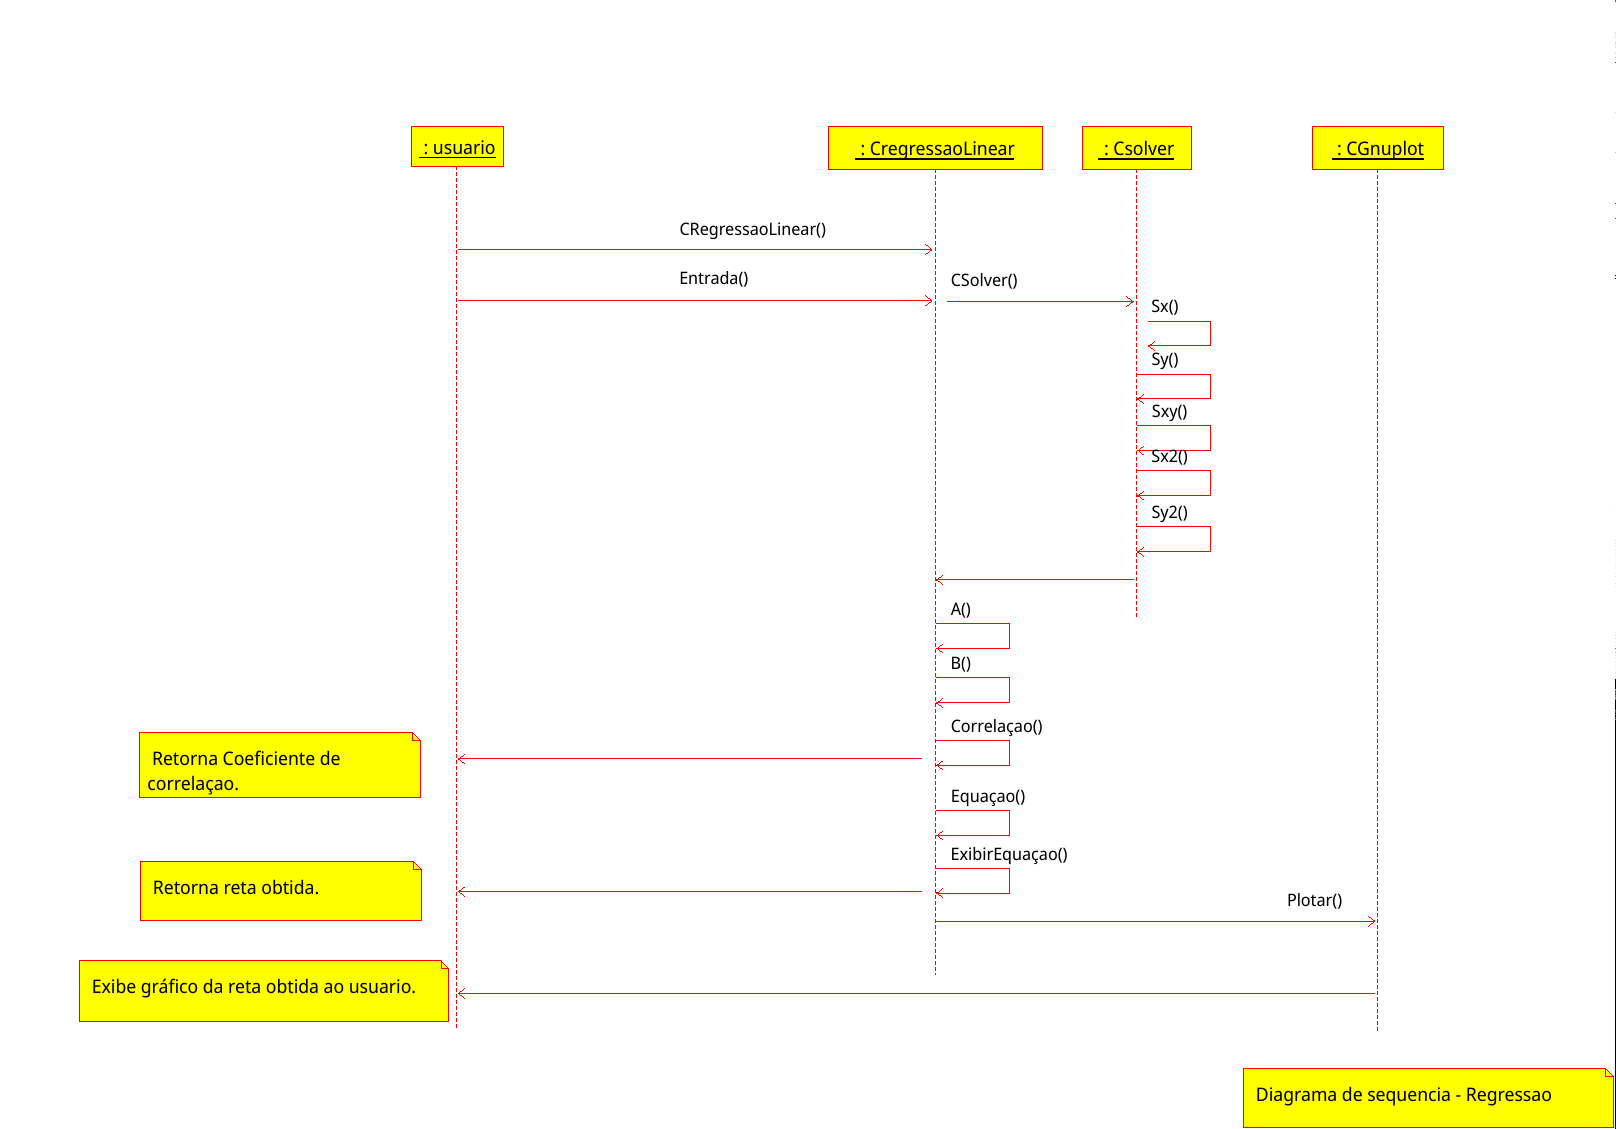 : usuario
: CregressaoLinear
: Csolver
: CGnuplot
CRegressaoLinear()
Entrada()
CSolver()
Sx()
Sy()
Sxy()
Sx2()
Sy2()
A()
B()
Correlaçao()
Retorna Coeficiente de
correlaçao.
Equaçao()
ExibirEquaçao()
Retorna reta obtida.
Plotar()
Exibe gráfico da reta obtida ao usuario.
Diagrama de sequencia - Regressao